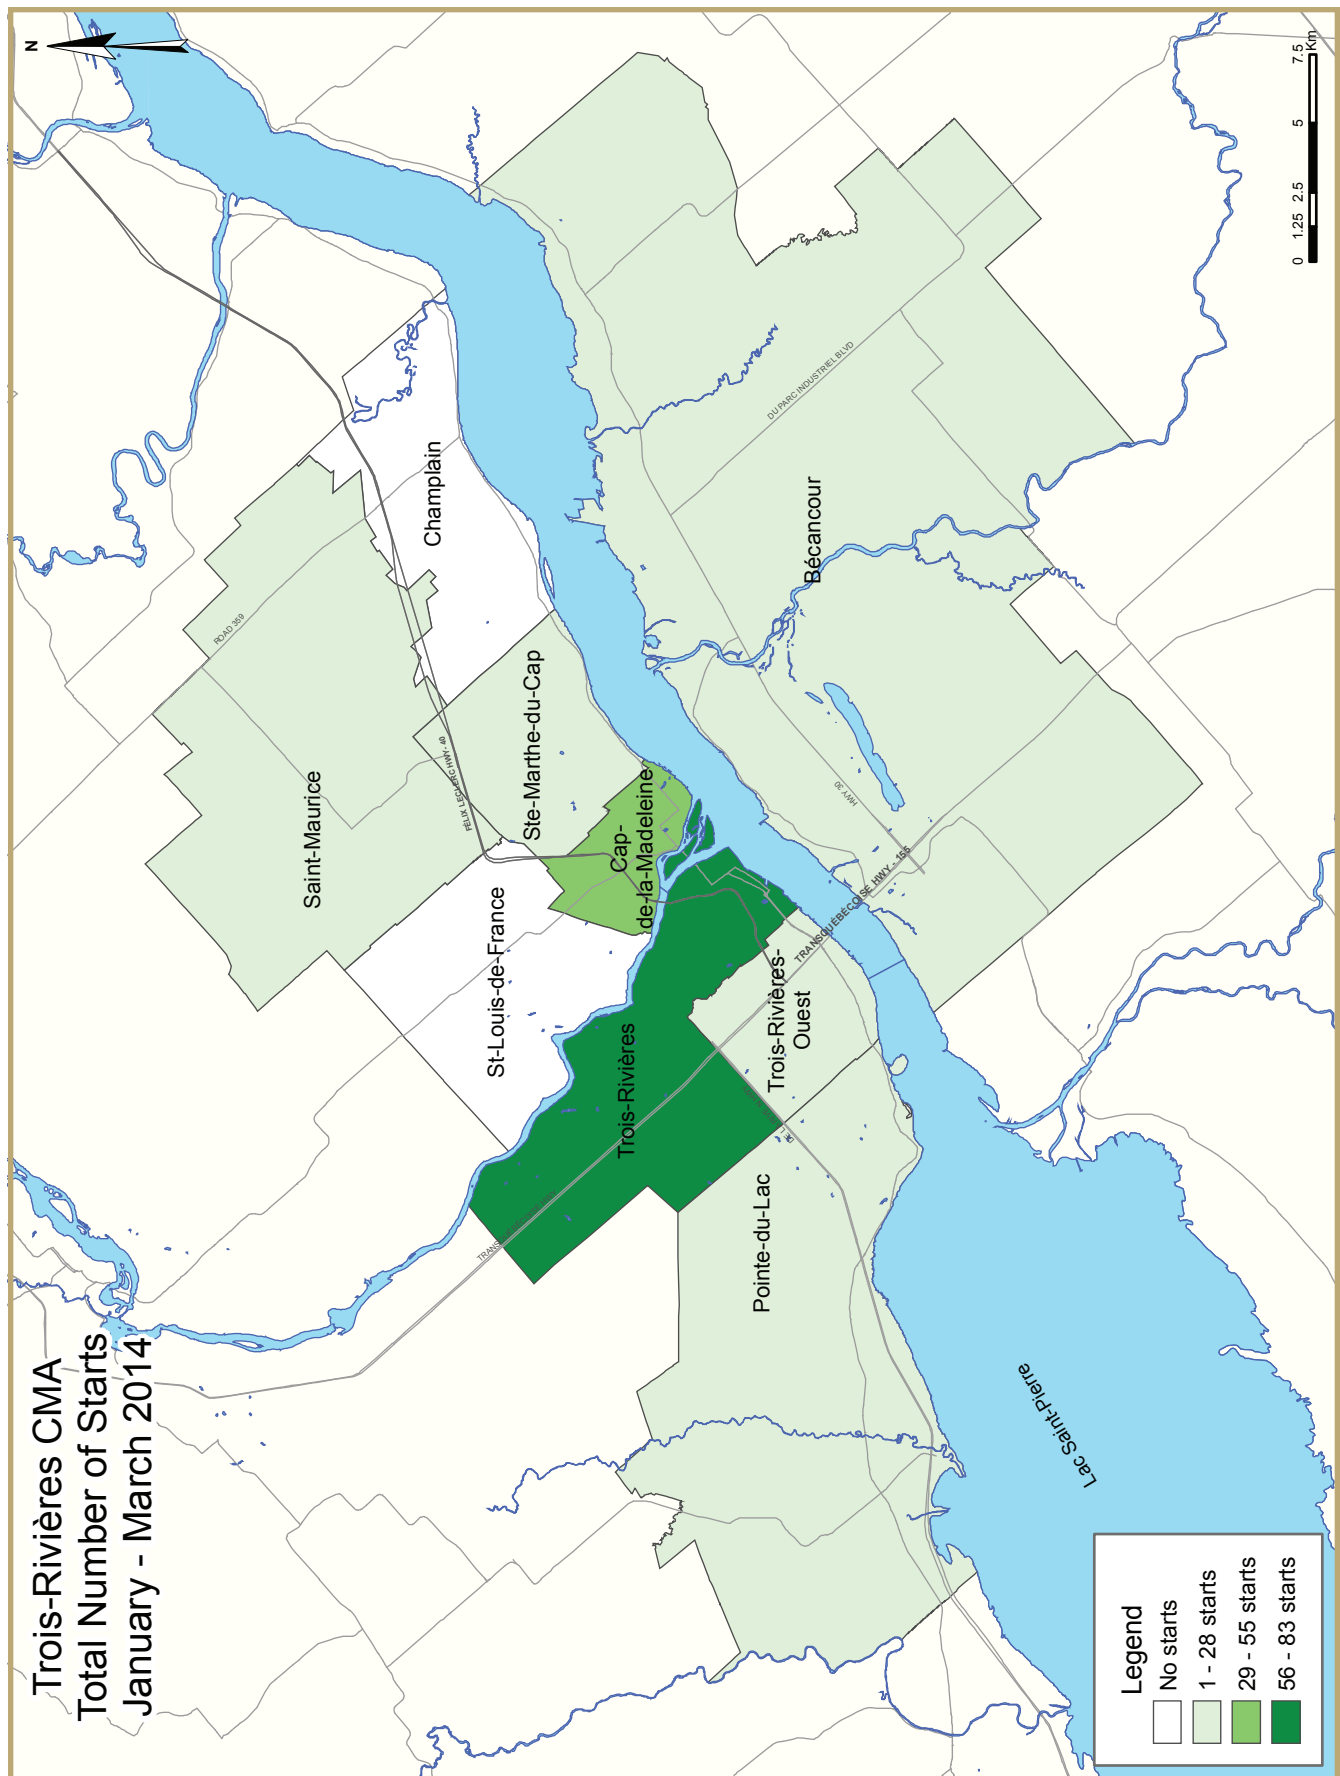 Trois-Rivières CMA
Total Number of Starts
January - March 2014
N
ROAD 359
Saint-Maurice
Champlain
FÉLIX LECLERC HWY - 40
Ste-Marthe-du-Cap
St-Louis-de-France
Cap-
de-la-Madeleine
Trois-Rivières
Trois-Rivières-
Ouest
Pointe-du-Lac
Bécancour
DU PARC INDUSTRIEL BLVD
HWY 30
TRANSQUÉBÉCOISE HWY - 155
Lac Saint-Pierre
Legend
No starts
1 - 28 starts
29 - 55 starts
56 - 83 starts
0 1.25 2.5 5 7.5
Km